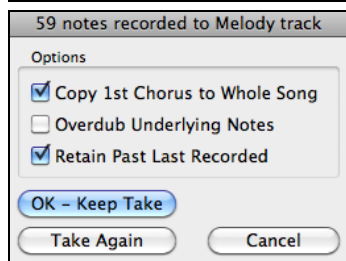 59 notes recorded to Melody track
Options
Copy 1st Chorus to Whole Song
Overdub Underlying Notes
Retain Past Last Recorded
OK – Keep Take
Take Again Cancel